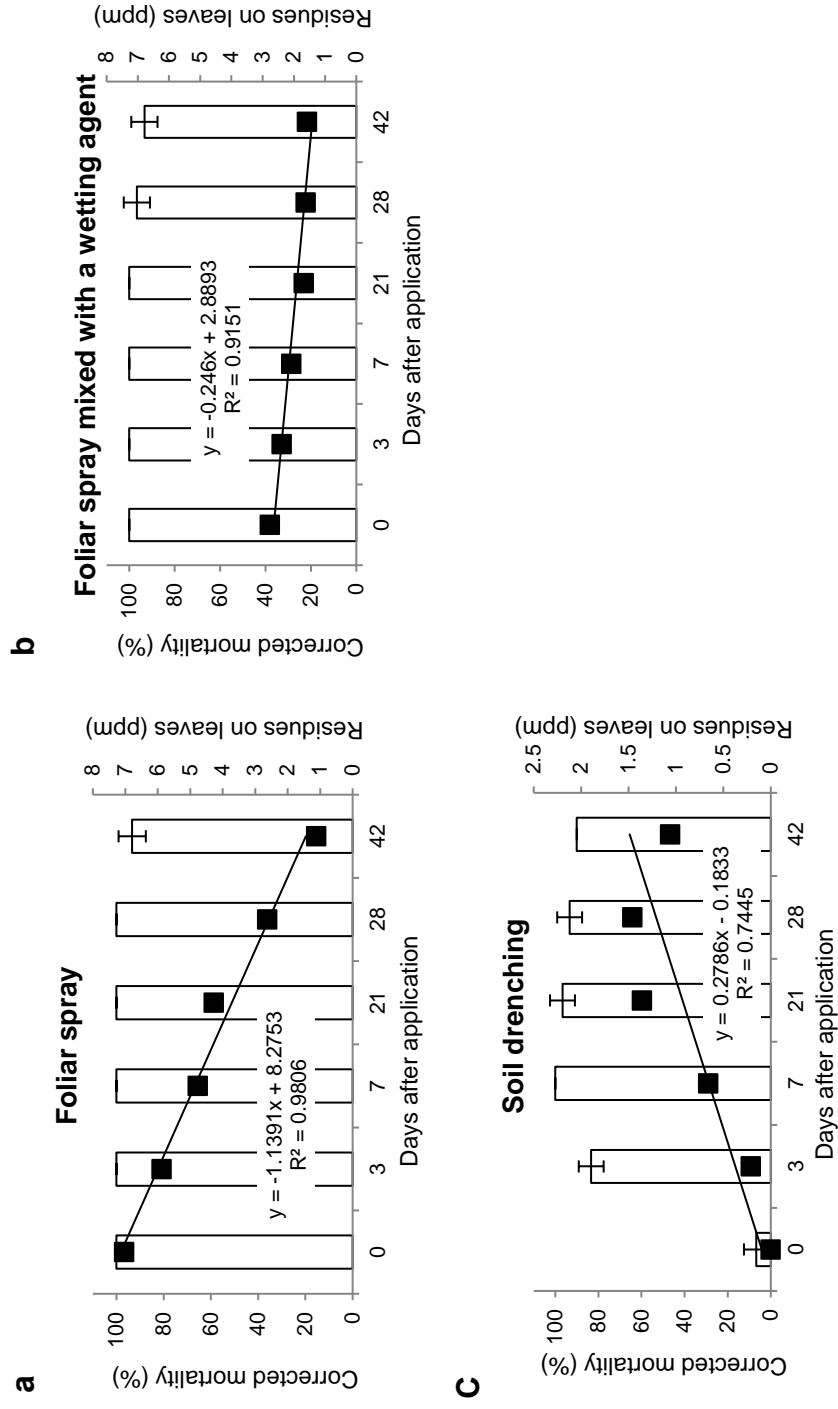 a
Foliar spray
Corrected mortality (%)
100
80
60
40
20
0
y = -1.1391x + 8.2753
R² = 0.9806
8
7
6
5
4
3
2
1
0
Residues on leaves (ppm)
0 3 7 21 28 42
Days after application
b
Foliar spray mixed with a wetting agent
Corrected mortality (%)
100
80
60
40
20
0
y = -0.246x + 2.8893
R² = 0.9151
8
7
6
5
4
3
2
1
0
Residues on leaves (ppm)
0 3 7 21 28 42
Days after application
c
Soil drenching
Corrected mortality (%)
100
80
60
40
20
0
y = 0.2786x - 0.1833
R² = 0.7445
2.5
2
1.5
1
0.5
0
Residues on leaves (ppm)
0 3 7 21 28 42
Days after application